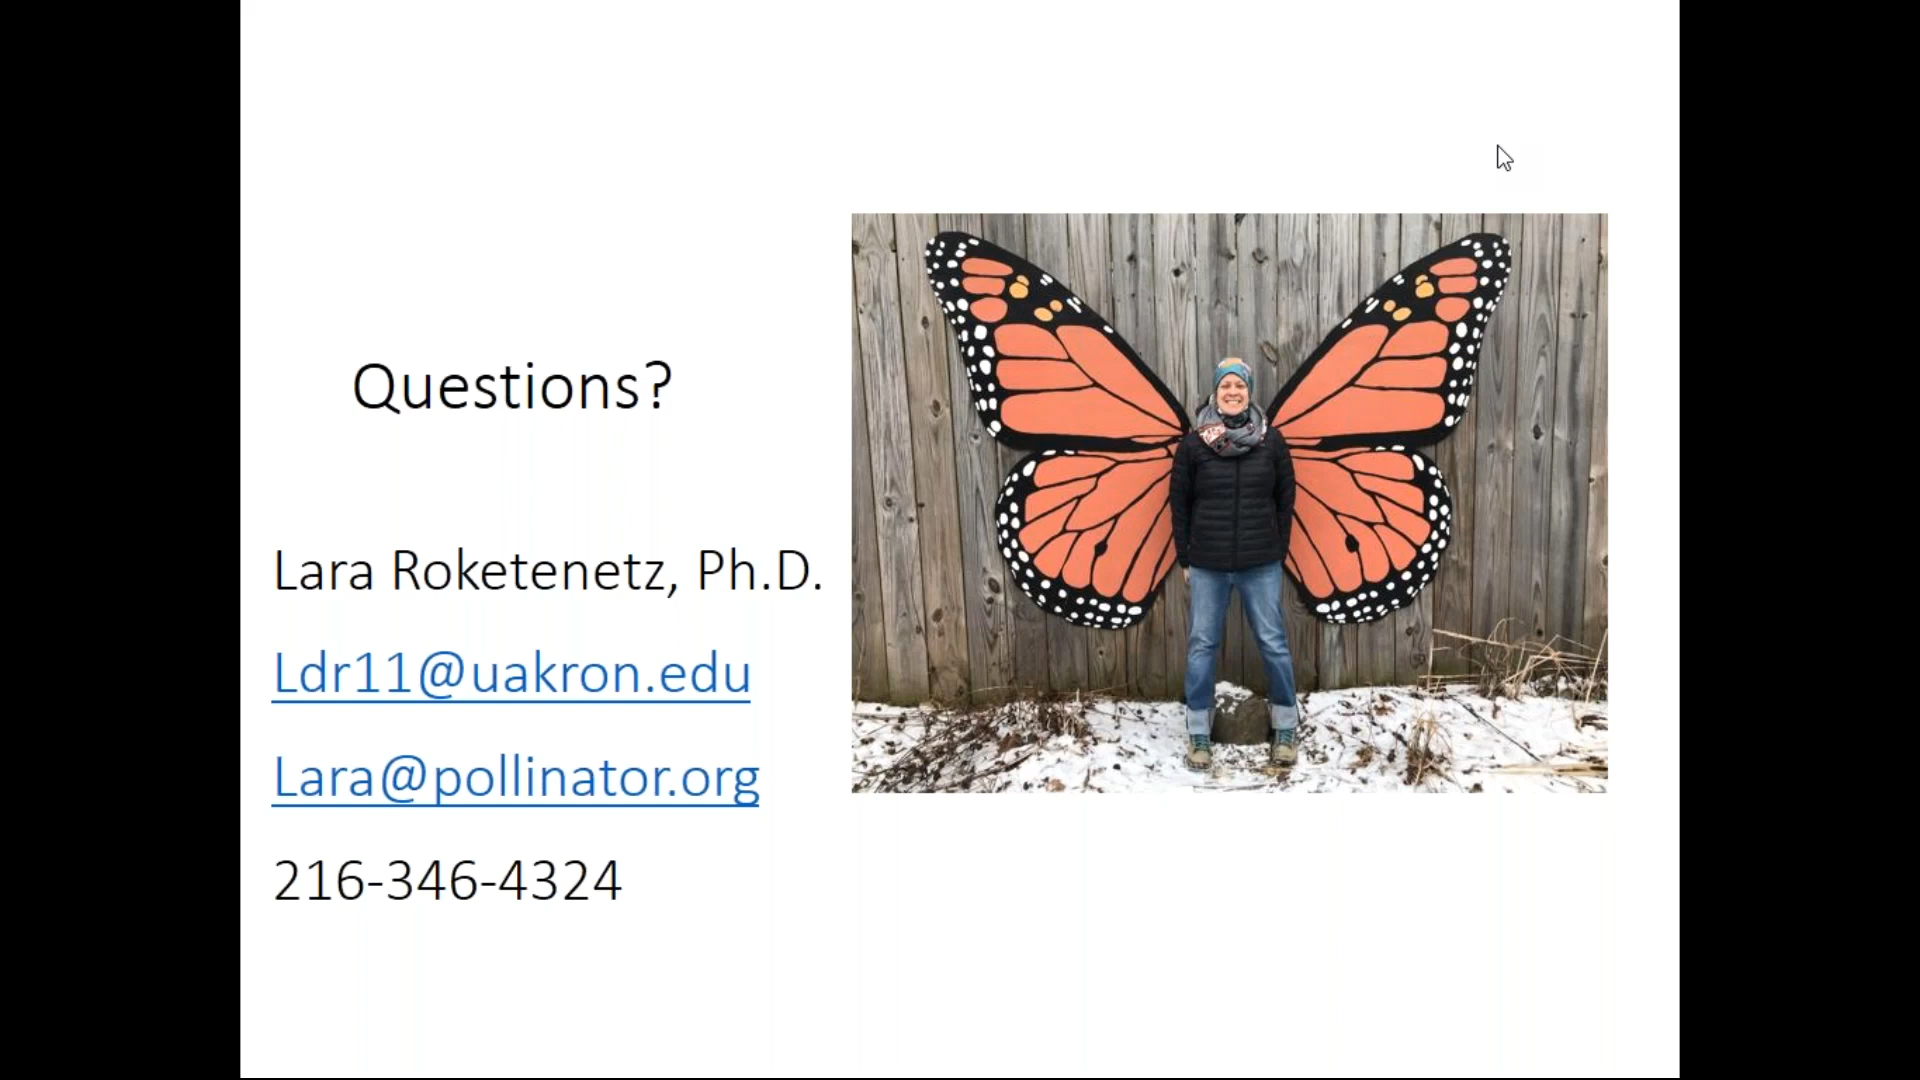 Questions?
Lara Roketenetz, Ph.D.
Ldr11@uakron.edu
Lara@pollinator.org
216-346-4324